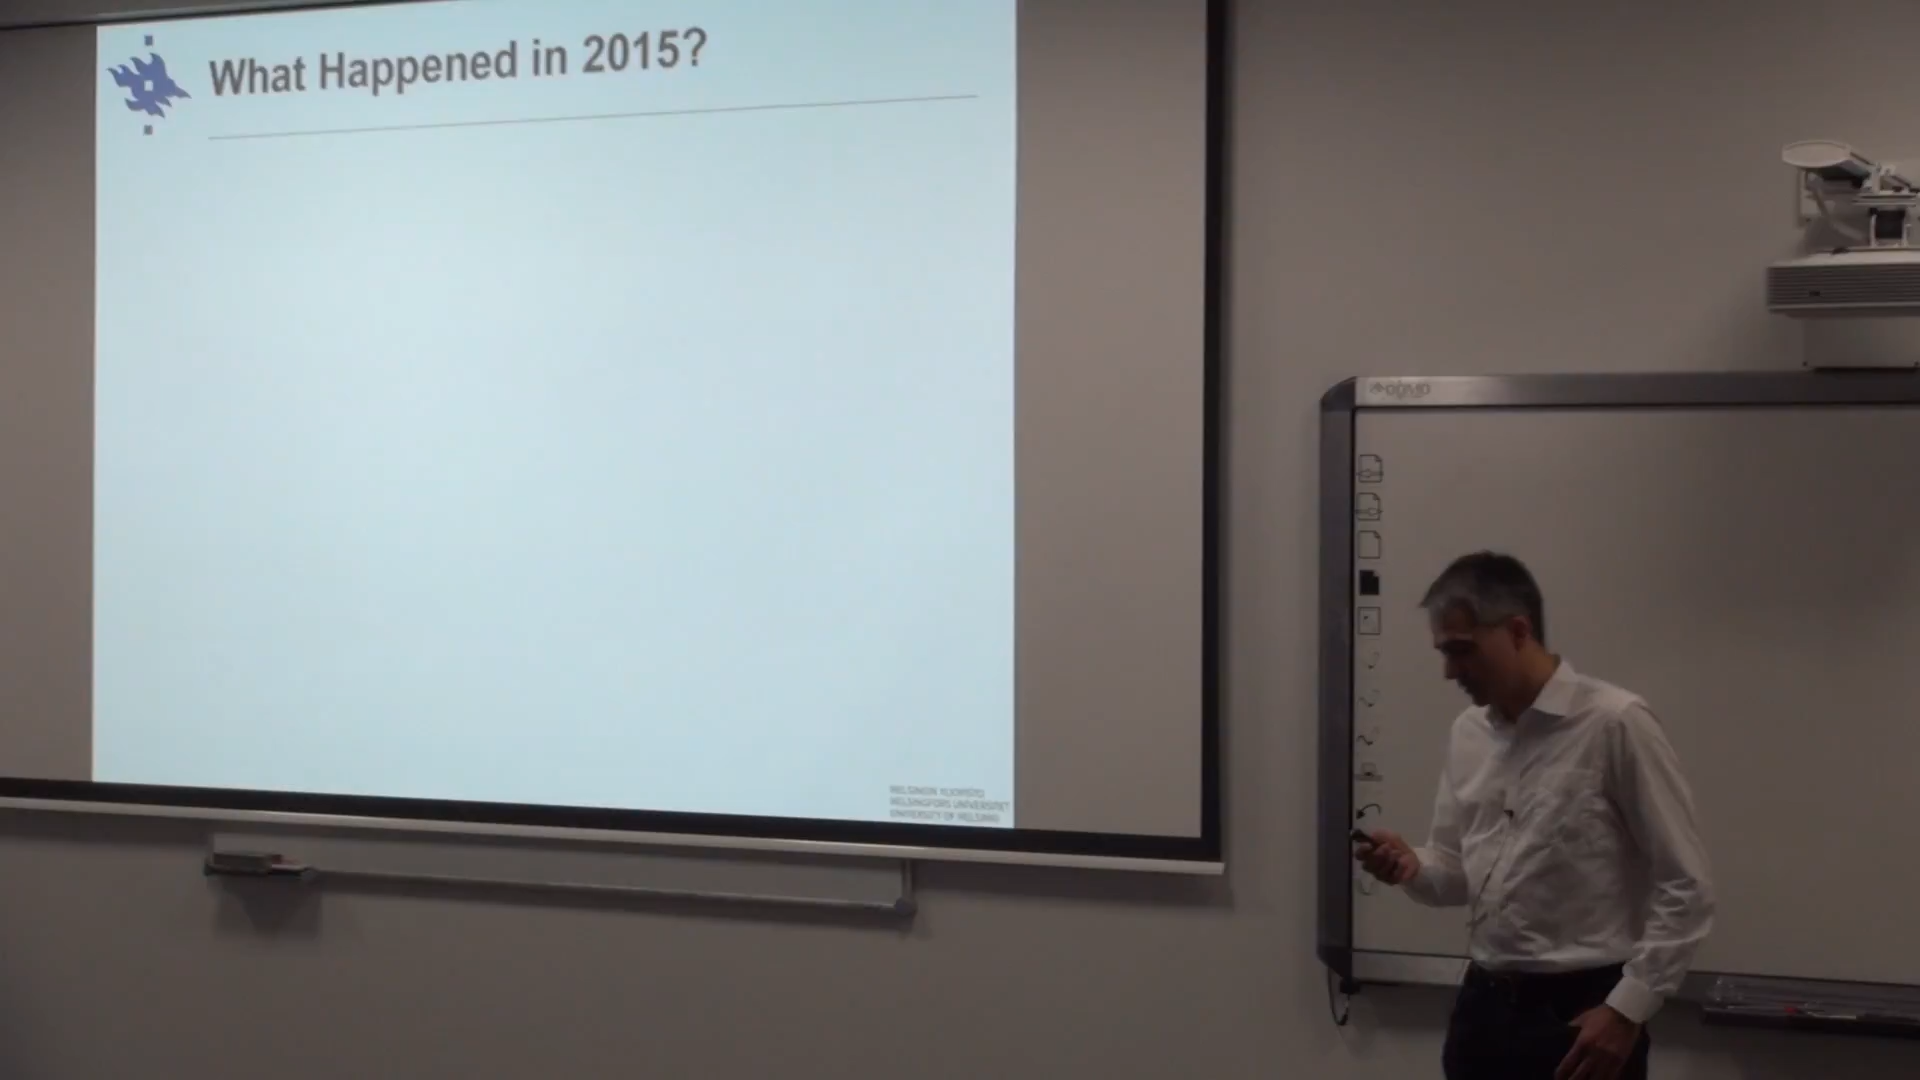 What Happened in 2015?
HELSINGIN YLIOPISTO
HELSINGFORS UNIVERSITET
UNIVERSITY OF HELSINKI